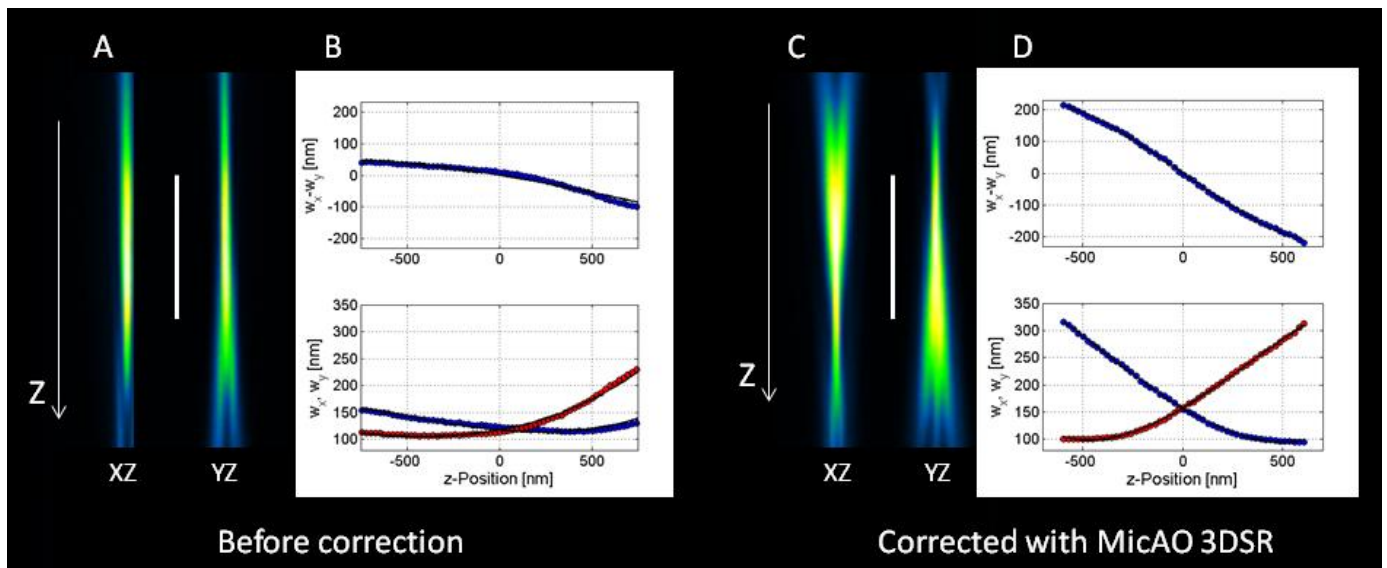 A
B
Z
XZ
YZ
w_x-w_y [nm]
200
100
0
-100
-200
-500
0
500
w_x, w_y [nm]
350
300
250
200
150
100
-500
0
500
z-Position [nm]
Before correction
C
D
Z
XZ
YZ
w_x-w_y [nm]
200
100
0
-100
-200
-500
0
500
w_x, w_y [nm]
350
300
250
200
150
100
-500
0
500
z-Position [nm]
Corrected with MicAO 3DSR